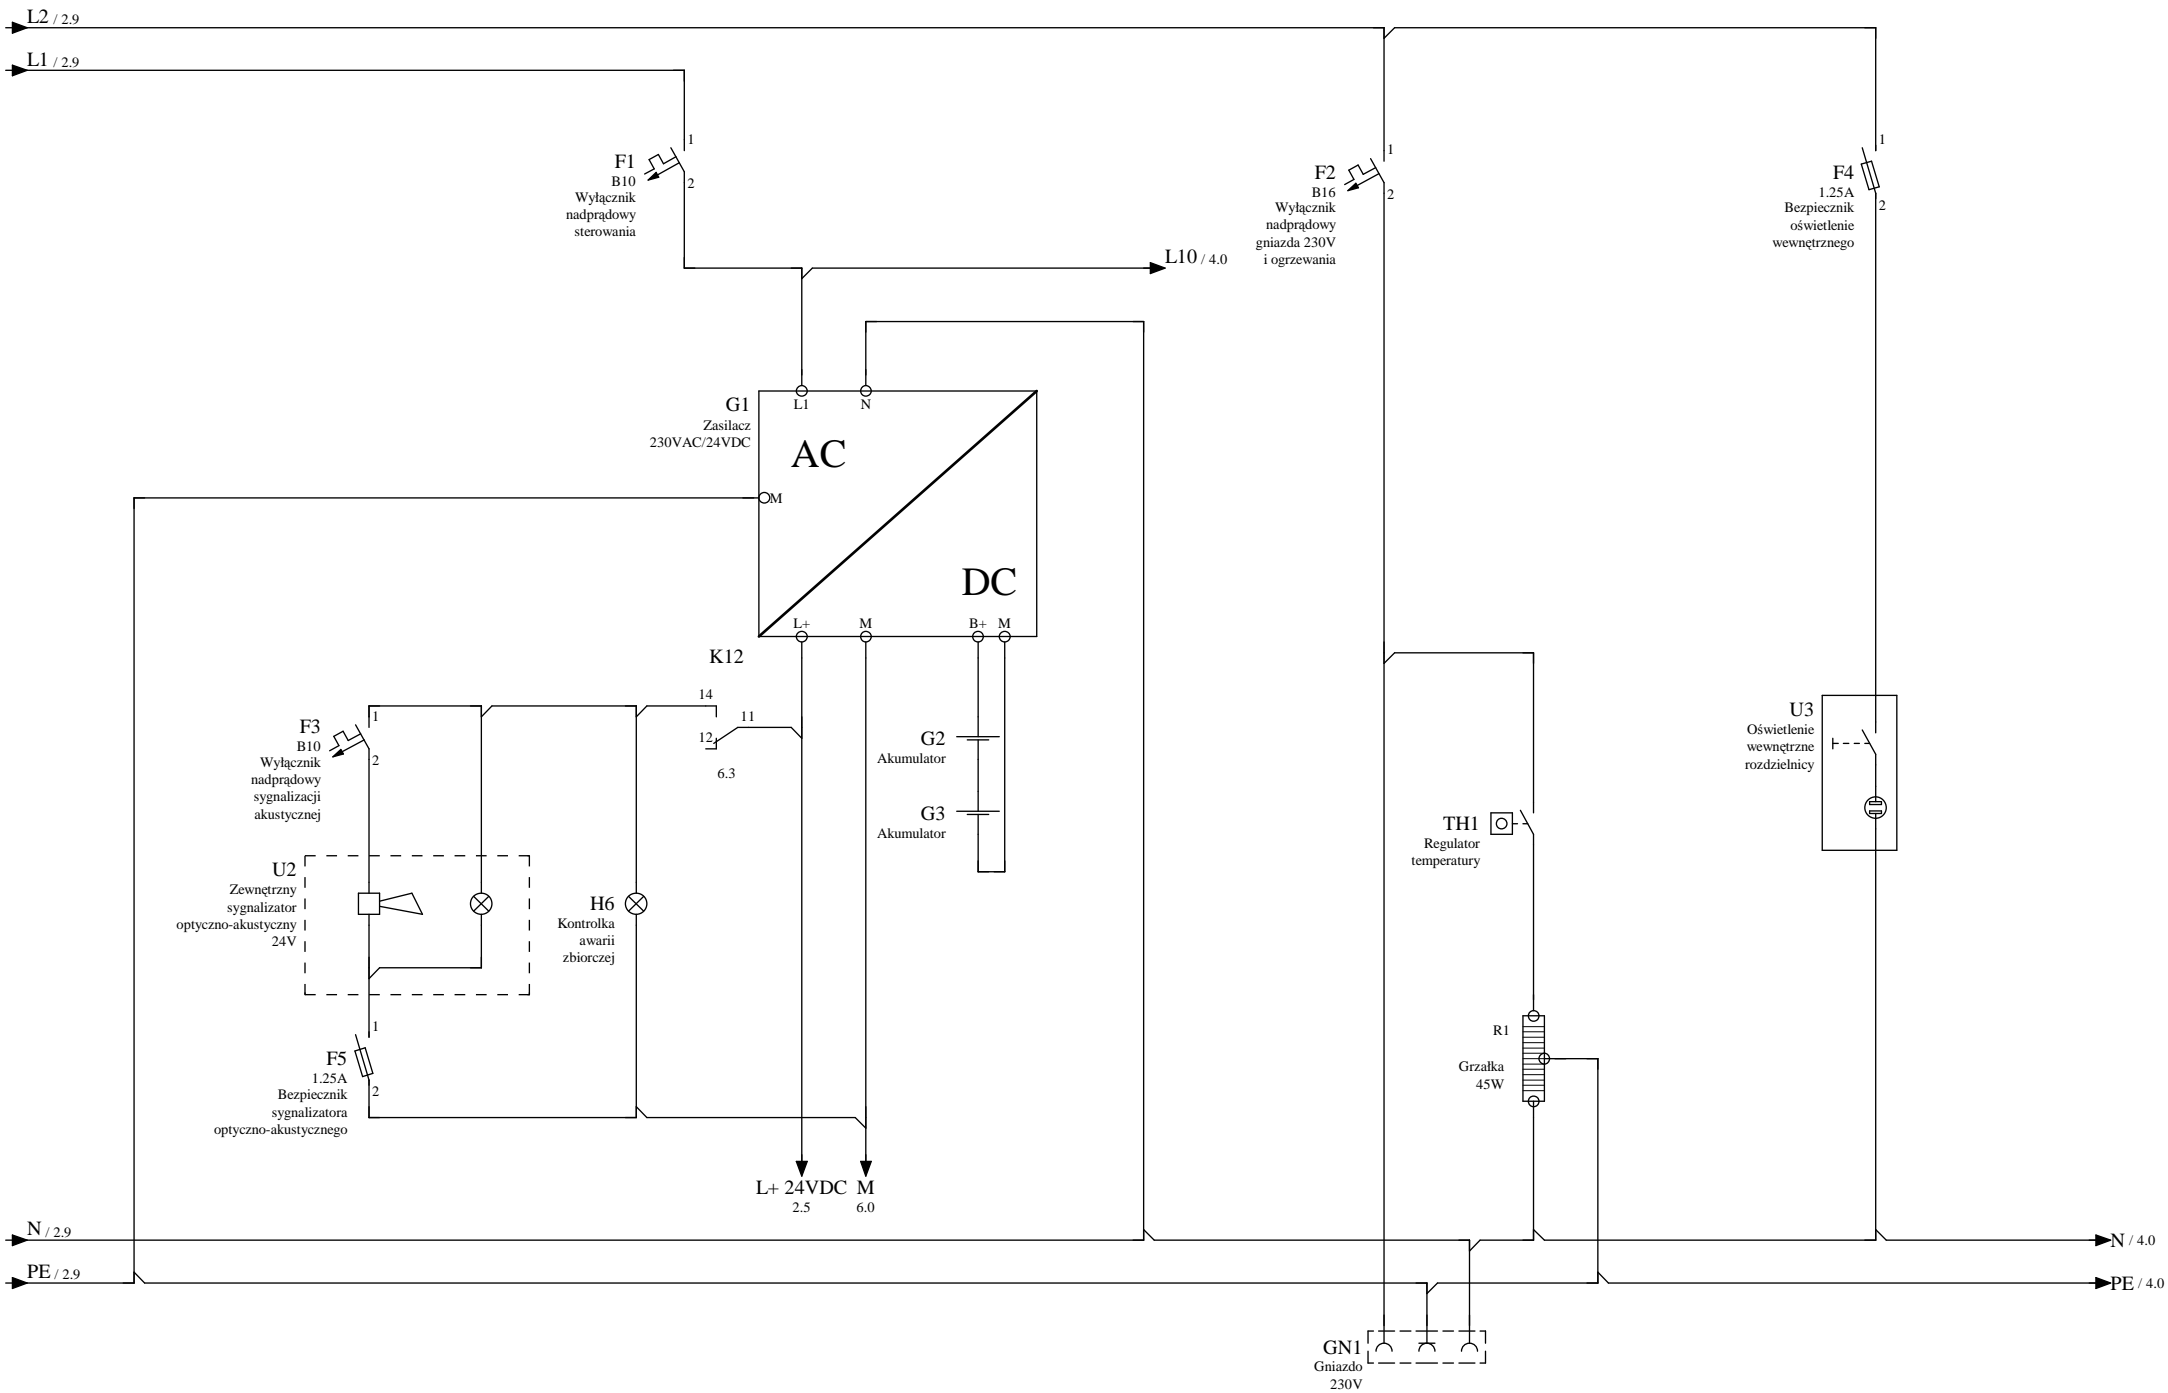 L2 / 2.9
L1 / 2.9
1
F1
B10
2
Wyłącznik
nadprądowy
sterowania
1
F2
B16
2
Wyłącznik
nadprądowy
gniazda 230V
i ogrzewania
1
F4
1.25A
2
Bezpiecznik
oświetlenie
wewnętrznego
L10 / 4.0
G1
Zasilacz
230VAC/24VDC
L1
N
AC
M
DC
L+
M
B+
M
K12
14
11
12
6.3
1
F3
B10
2
Wyłącznik
nadprądowy
sygnalizacji
akustycznej
G2
Akumulator
G3
Akumulator
U3
Oświetlenie
wewnętrzne
rozdzielnicy
TH1
Regulator
temperatury
U2
Zewnętrzny
sygnalizator
optyczno-akustyczny
24V
H6
Kontrolka
awarii
zbiorczej
1
F5
1.25A
2
Bezpiecznik
sygnalizatora
optyczno-akustycznego
R1
Grzałka
45W
L+ 24VDC
2.5
M
6.0
N / 2.9
N / 4.0
PE / 2.9
PE / 4.0
GN1
Gniazdo
230V